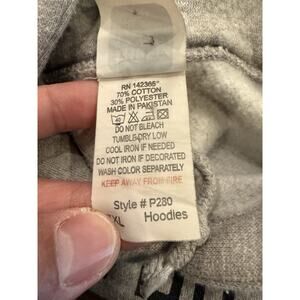 RN 142366"
70% COTTON
30% POLYESTER
MADE IN PAKISTAN
40
DO NOT BLEACH
TUMBLE DRY LOW
COOL IRON IF NEEDED
DO NOT IRON IF DECORATED
WASH COLOR SEPARATELY
KEEP AWAY FROM FIRE
Style # P280
Hoodies